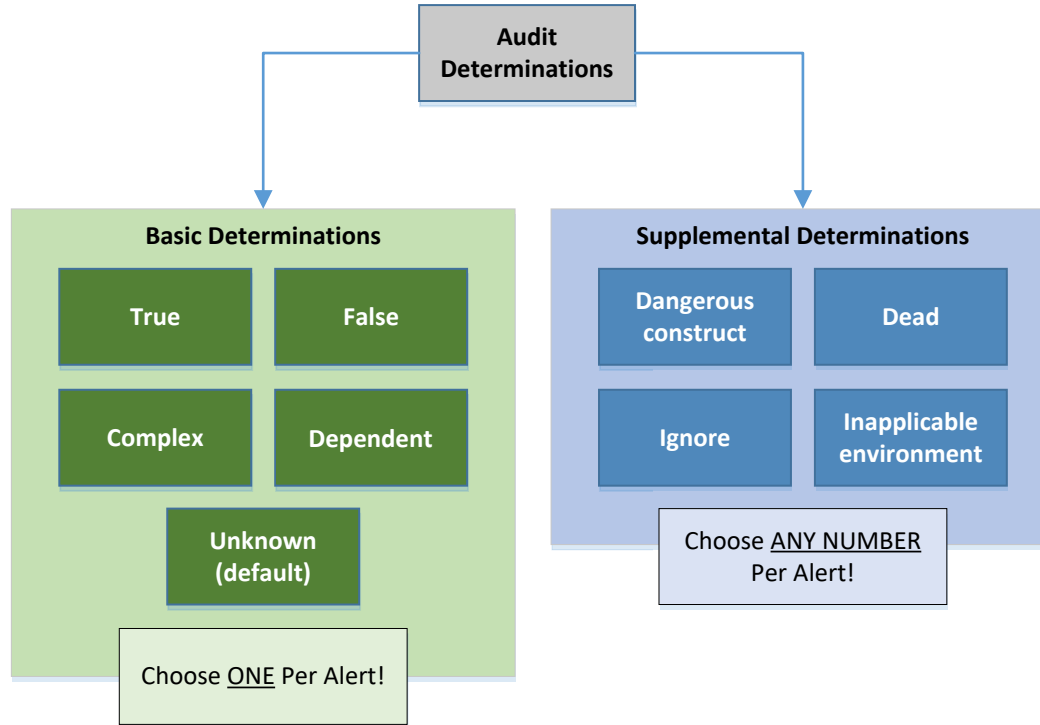 Audit
Determinations
Basic Determinations
True
False
Complex
Dependent
Unknown
(default)
Choose ONE Per Alert!
Supplemental Determinations
Dangerous
construct
Dead
Ignore
Inapplicable
environment
Choose ANY NUMBER
Per Alert!